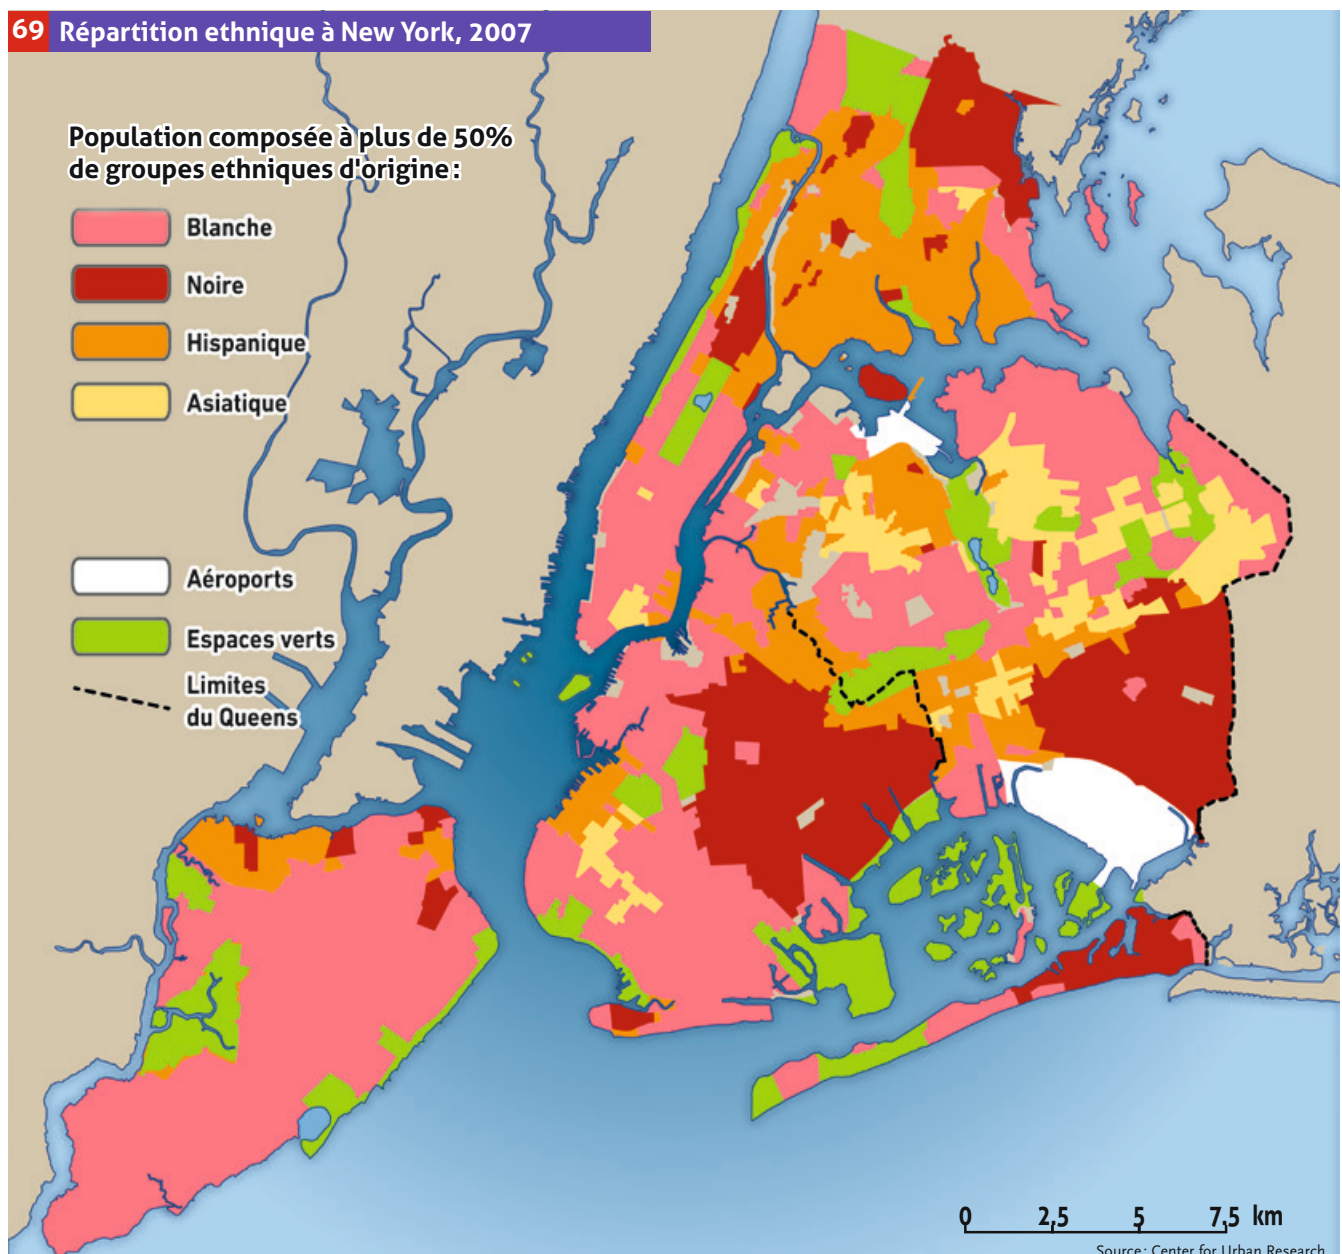 69 Répartition ethnique à New York, 2007
Population composée à plus de 50%
de groupes ethniques d'origine:
Blanche
Noire
Hispanique
Asiatique
Aéroports
Espaces verts
Limites
du Queens
0 2,5 5 7,5 km
Source: Center for Urban Research